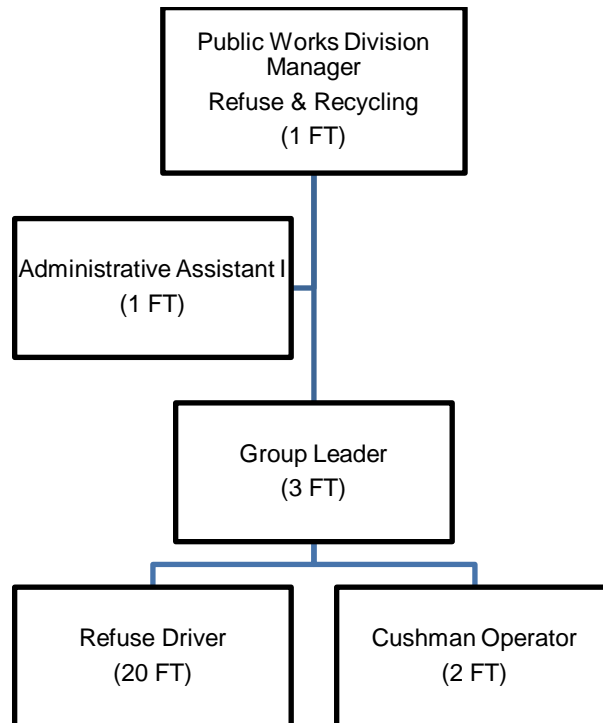 Public Works Division
Manager
Refuse & Recycling
(1 FT)
Administrative Assistant I
(1 FT)
Group Leader
(3 FT)
Refuse Driver
(20 FT)
Cushman Operator
(2 FT)